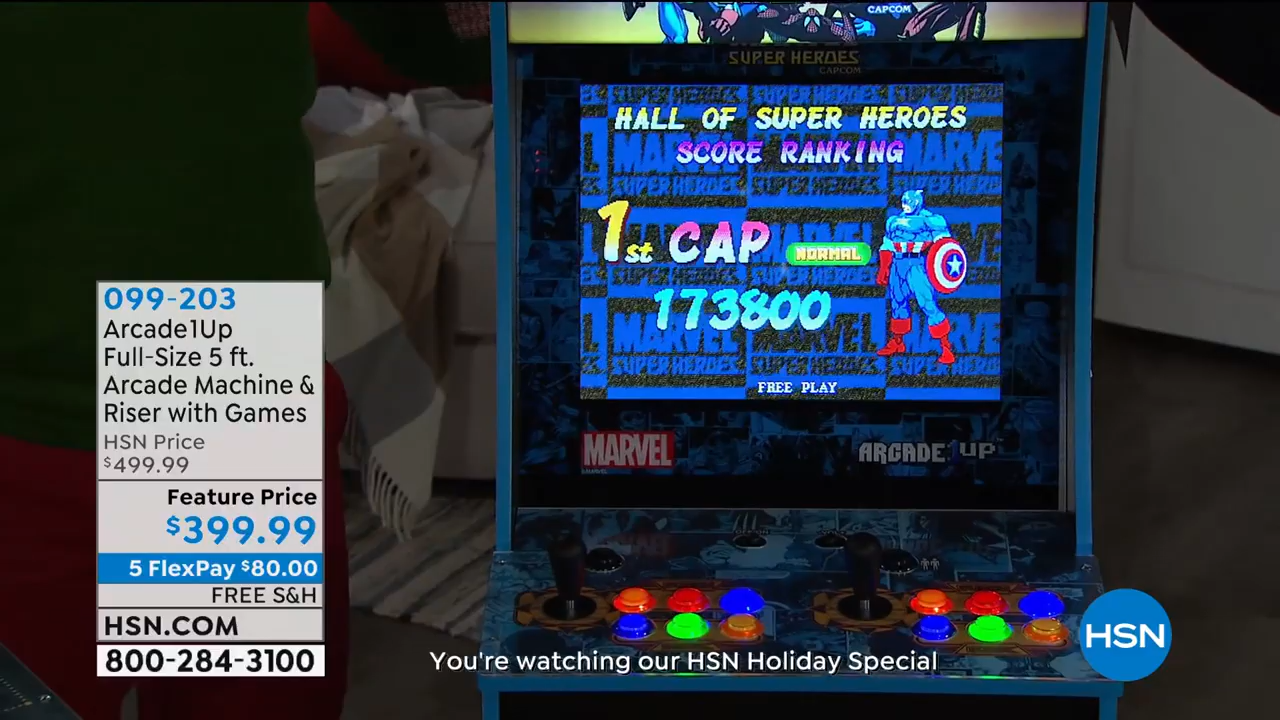 CAPCOM
SUPER HEROES
CAPCOM
HALL OF SUPER HEROES
SCORE RANKING
1st CAP NORMAL
173800
FREE PLAY
MARVEL
ARCADE1UP
099-203
Arcade1Up
Full-Size 5 ft.
Arcade Machine &
Riser with Games
HSN Price
$499.99
Feature Price
$399.99
5 FlexPay $80.00
FREE S&H
HSN.COM
800-284-3100
You're watching our HSN Holiday Special
HSN